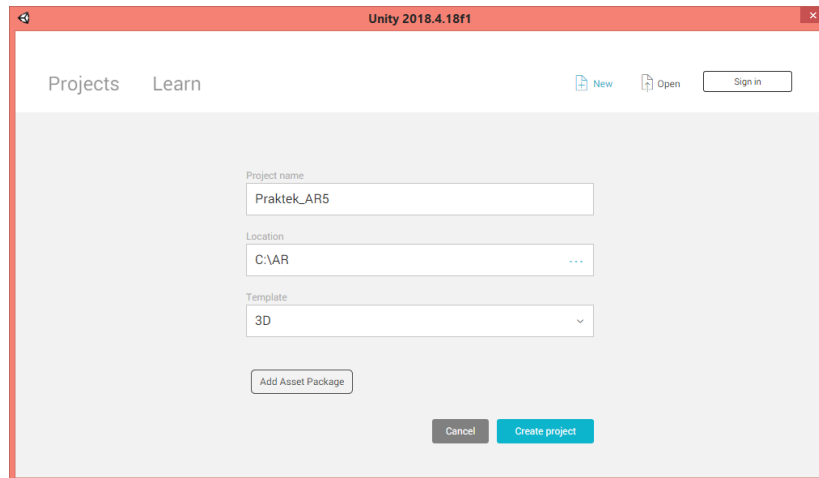 Unity 2018.4.18f1
Projects Learn New Open Sign in
Project name
Praktek_AR5
Location
C:\AR
Template
3D
Add Asset Package
Cancel Create project